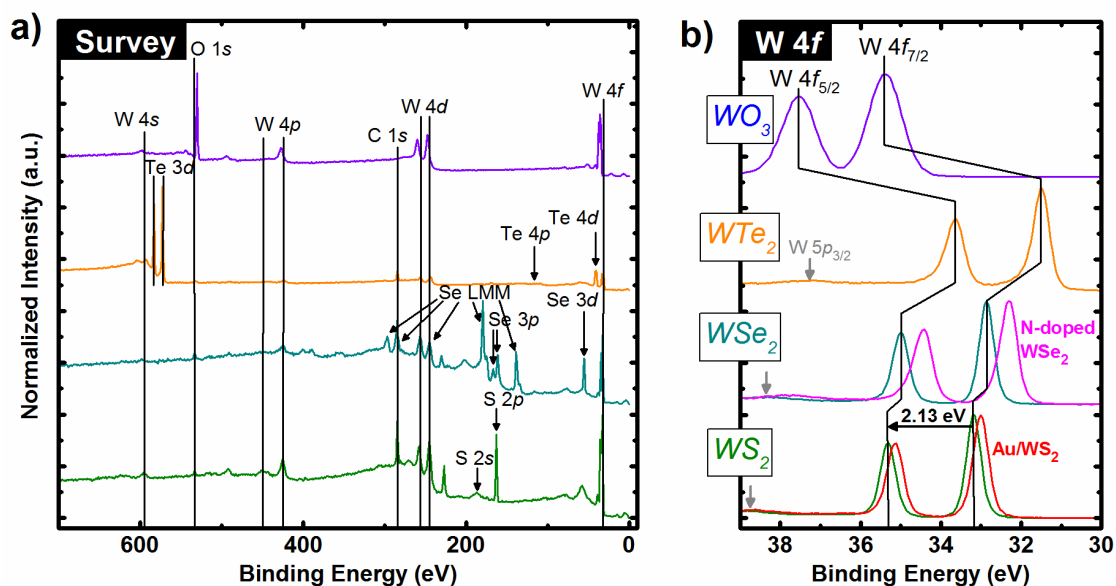 a)
Survey
O 1s
W 4s
W 4p
C 1s
W 4d
W 4f
Te 3d
Te 4d
Te 4p
Se LMM
Se 3p
Se 3d
S 2p
S 2s
Normalized Intensity (a.u.)
600 400 200 0
Binding Energy (eV)
b)
W 4f
W 4f7/2
W 4f5/2
WO3
WTe2
W 5p3/2
WSe2
N-doped
WSe2
2.13 eV
WS2
Au/WS2
38 36 34 32 30
Binding Energy (eV)